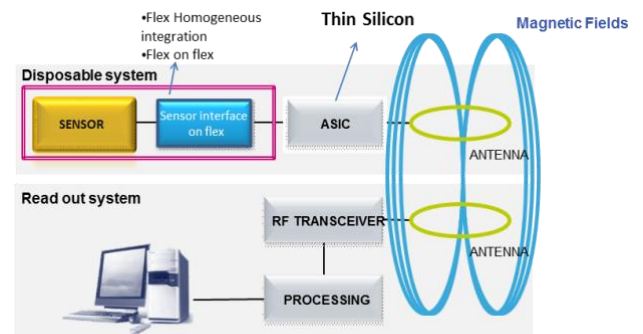 •Flex Homogeneous
integration
•Flex on flex
Thin Silicon
Magnetic Fields
Disposable system
SENSOR
Sensor interface
on flex
ASIC
ANTENNA
Read out system
RF TRANSCEIVER
ANTENNA
PROCESSING